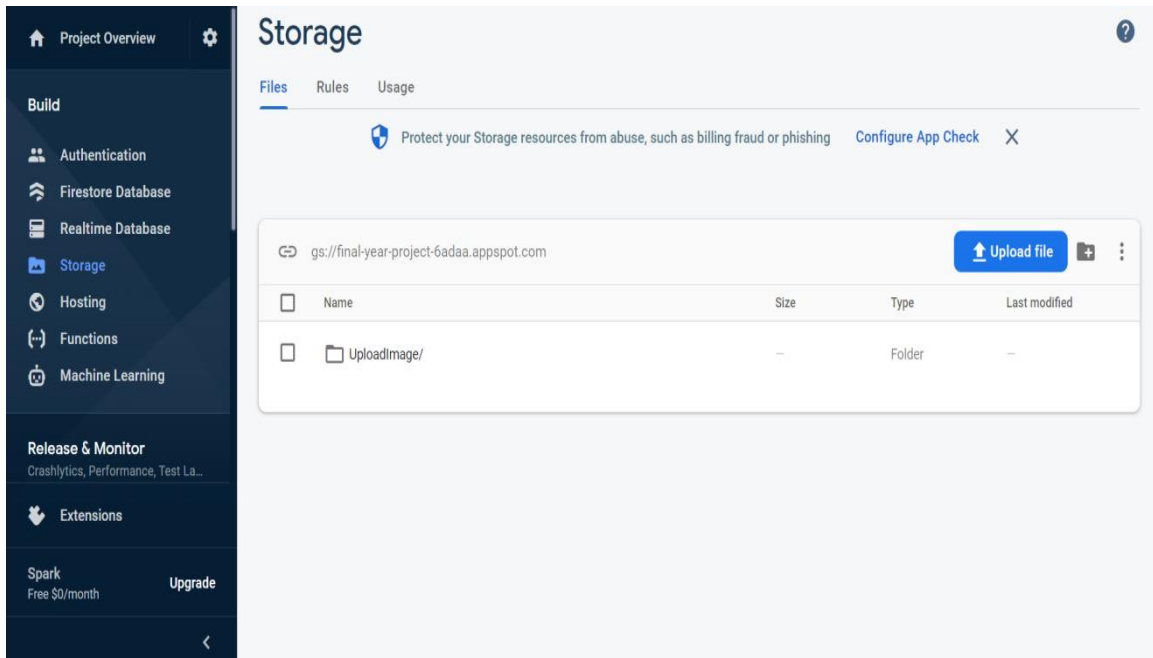 Project Overview
Build
Authentication
Firestore Database
Realtime Database
Storage
Hosting
Functions
Machine Learning
Release & Monitor
Crashlytics, Performance, Test La...
Extensions
Spark
Free $0/month
Upgrade
Storage
Files Rules Usage
Protect your Storage resources from abuse, such as billing fraud or phishing Configure App Check
gs://final-year-project-6adaa.appspot.com Upload file
Name Size Type Last modified
UploadImage/ – Folder –